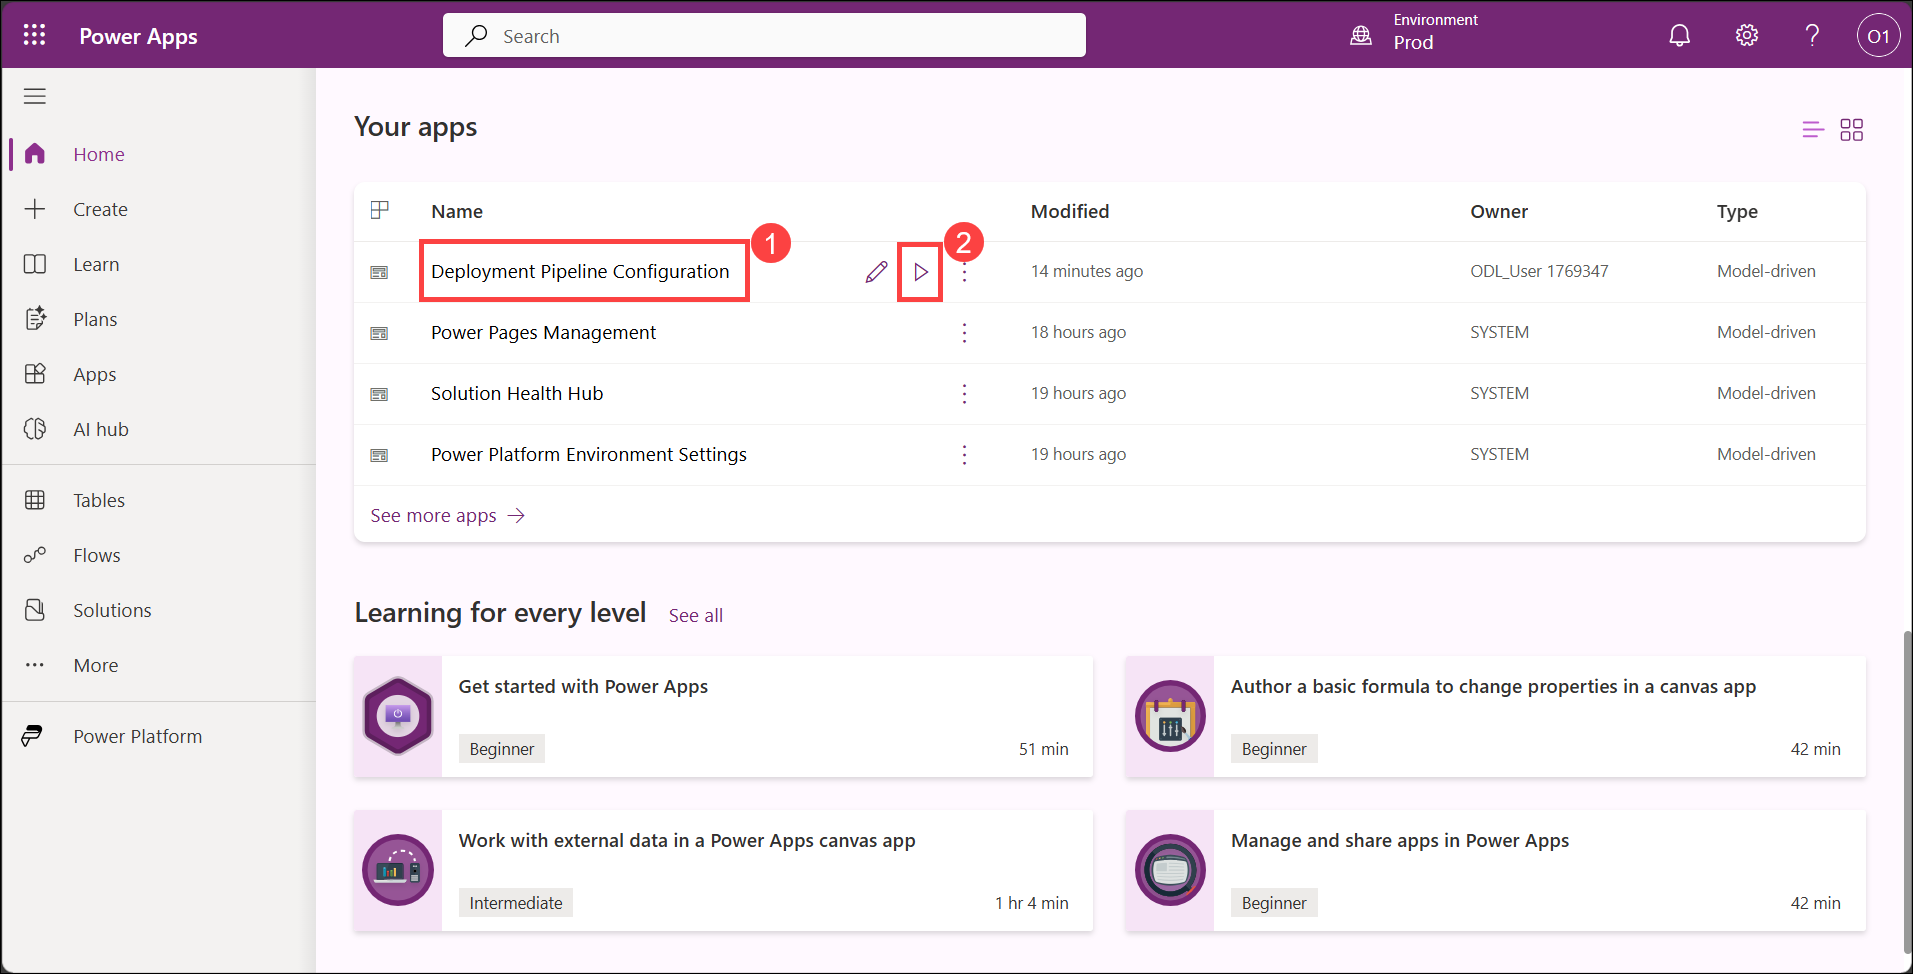 Power Apps
Search
Environment
Prod
O1
Home
Create
Learn
Plans
Apps
AI hub
Tables
Flows
Solutions
More
Power Platform
Your apps
Name Modified Owner Type
1
2
Deployment Pipeline Configuration 14 minutes ago ODL_User 1769347 Model-driven
Power Pages Management 18 hours ago SYSTEM Model-driven
Solution Health Hub 19 hours ago SYSTEM Model-driven
Power Platform Environment Settings 19 hours ago SYSTEM Model-driven
See more apps
Learning for every level See all
Get started with Power Apps
Beginner 51 min
Author a basic formula to change properties in a canvas app
Beginner 42 min
Work with external data in a Power Apps canvas app
Intermediate 1 hr 4 min
Manage and share apps in Power Apps
Beginner 42 min